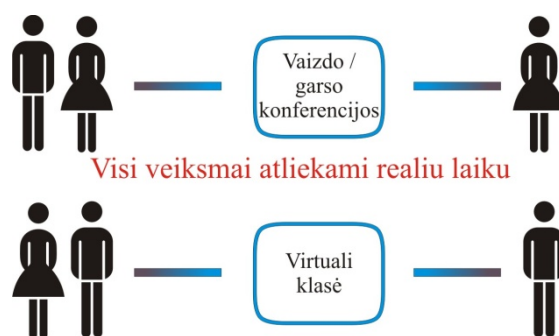 Vaizdo /
garso
konferencijos
Visi veiksmai atliekami realiu laiku
Virtuali
klasė